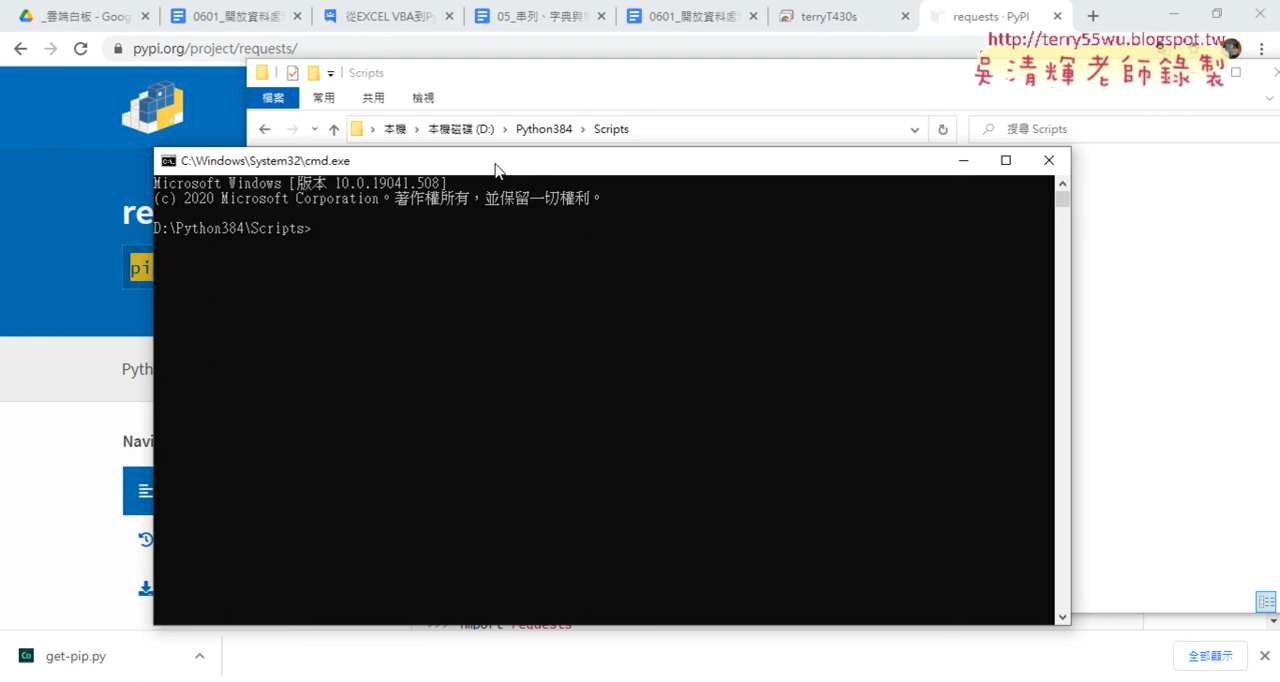 _雲端白板 - Goog
0601_開放資料處
從EXCEL VBA到Py
05_串列、字典與
0601_開放資料處
terryT430s
requests · PyPI
pypi.org/project/requests/
http://terry55wu.blogspot.tw
吳清輝老師錄製
Scripts
檔案
常用
共用
檢視
本機
本機磁碟 (D:)
Python384
Scripts
搜尋 Scripts
C:\Windows\System32\cmd.exe
Microsoft Windows [版本 10.0.19041.508]
(c) 2020 Microsoft Corporation。著作權所有，並保留一切權利。
D:\Python384\Scripts>
re
pi
Pyth
Navi
>>> import requests
get-pip.py
全部顯示